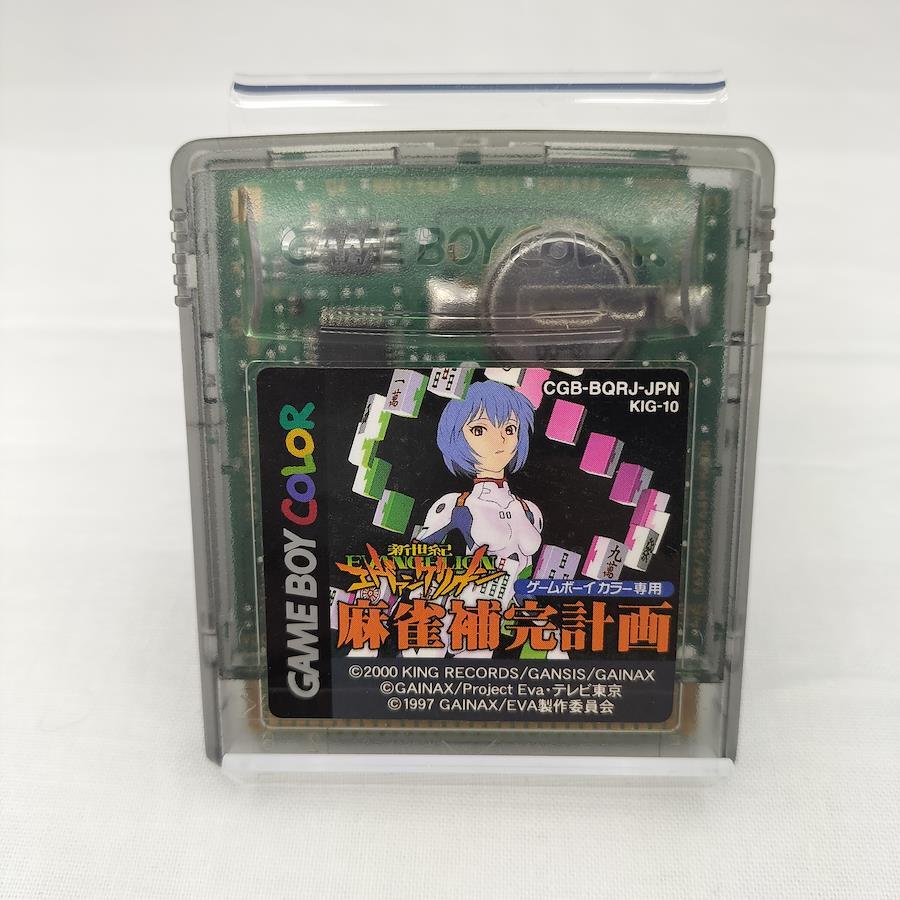 GAME BOY COLOR
CGB-BQRJ-JPN
KIG-10
GAME BOY COLOR
一萬
九萬
新世紀
EVANGELION
エヴァンゲリオン
ゲームボーイカラー専用
麻雀補完計画
©2000 KING RECORDS/GANSIS/GAINAX
©GAINAX/Project Eva・テレビ東京
©1997 GAINAX/EVA製作委員会